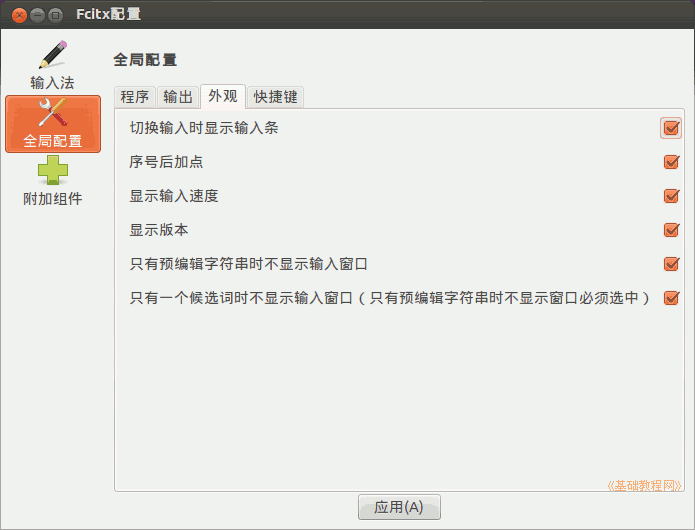 Fcitx配置
输入法
全局配置
附加组件
全局配置
程序 输出 外观 快捷键
切换输入时显示输入条
序号后加点
显示输入速度
显示版本
只有预编辑字符串时不显示输入窗口
只有一个候选词时不显示输入窗口（只有预编辑字符串时不显示窗口必须选中）
《基础教程网》
应用(A)